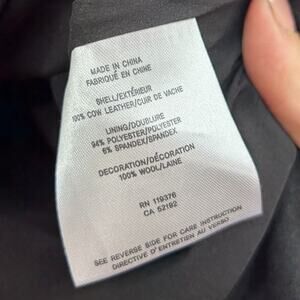 MADE IN CHINA
FABRIQUÉ EN CHINE
SHELL/EXTÉRIEUR
100% COW LEATHER/CUIR DE VACHE
LINING/DOUBLURE
94% POLYESTER/POLYESTER
6% SPANDEX/SPANDEX
DECORATION/DÉCORATION
100% WOOL/LAINE
RN 119376
CA 52192
SEE REVERSE SIDE FOR CARE INSTRUCTION
DIRECTIVE D'ENTRETIEN AU VERSO